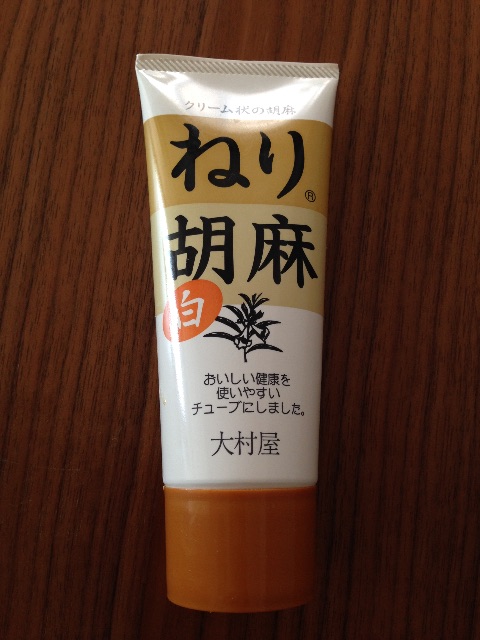 クリーム状の胡麻
ねり®
胡麻
白
おいしい健康を
使いやすい
チューブにしました。
大村屋